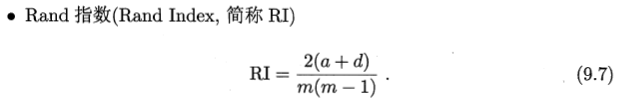 • Rand 指数(Rand Index, 简称 RI)
RI = 2(a + d) / m(m − 1) . (9.7)